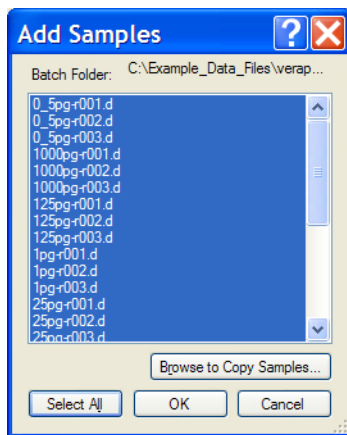 Add Samples
Batch Folder: C:\Example_Data_Files\verap...
0_5pg-r001.d
0_5pg-r002.d
0_5pg-r003.d
1000pg-r001.d
1000pg-r002.d
1000pg-r003.d
125pg-r001.d
125pg-r002.d
125pg-r003.d
1pg-r001.d
1pg-r002.d
1pg-r003.d
25pg-r001.d
25pg-r002.d
25pg-r003.d
Browse to Copy Samples...
Select All OK Cancel